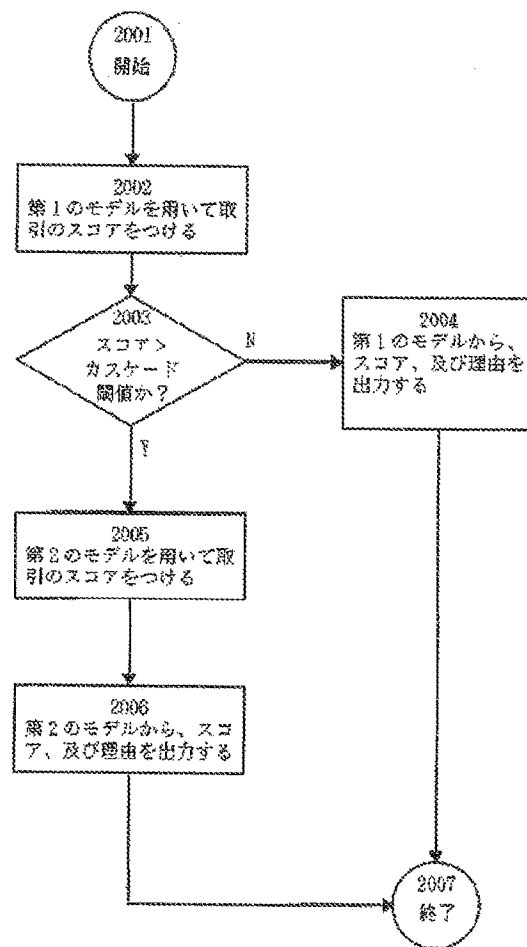 2001
開始
2002
第1のモデルを用いて取
引のスコアをつける
2003
スコア>
カスケード
閾値か?
N
2004
第1のモデルから、
スコア、及び理由を
出力する
Y
2005
第2のモデルを用いて取
引のスコアをつける
2006
第2のモデルから、スコ
ア、及び理由を出力する
2007
終了